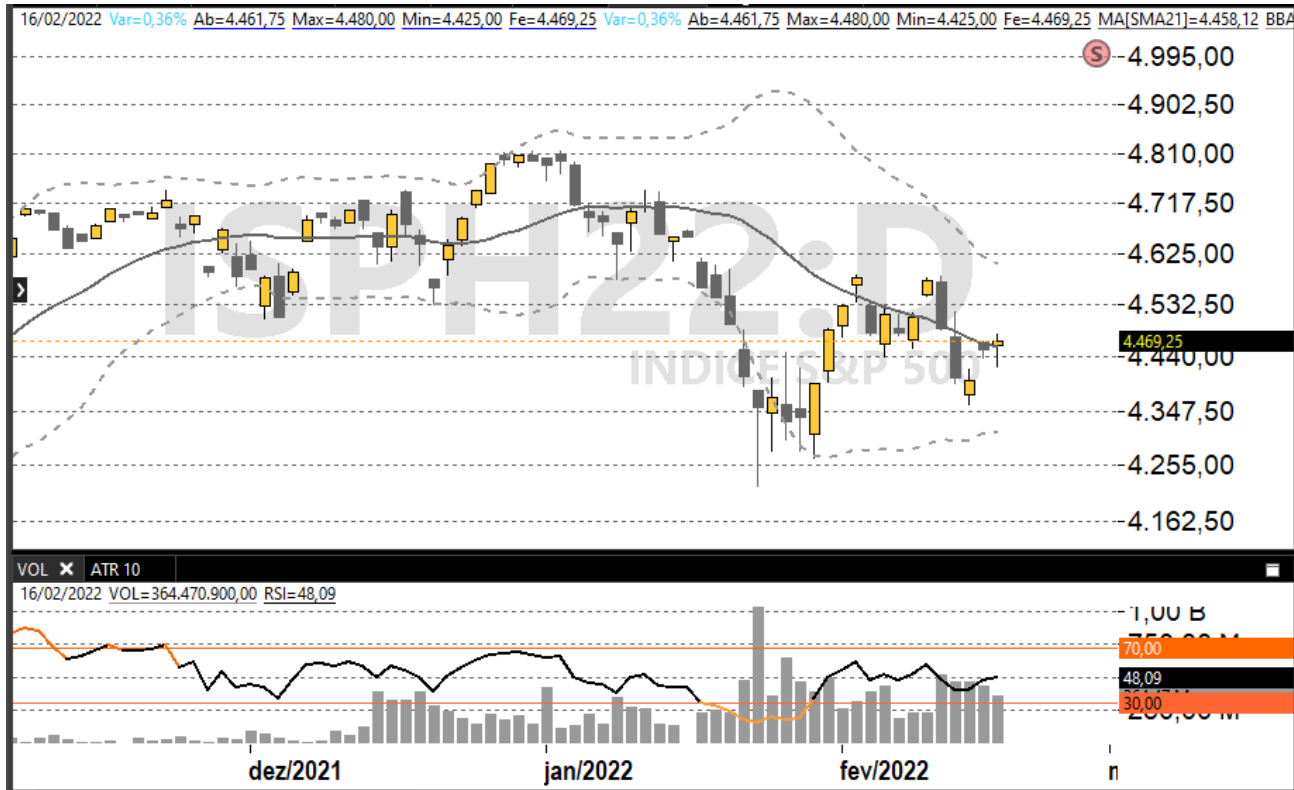 16/02/2022 Var=0,36% Ab=4.461,75 Max=4.480,00 Min=4.425,00 Fe=4.469,25 Var=0,36% Ab=4.461,75 Max=4.480,00 Min=4.425,00 Fe=4.469,25 MA[SMA21]=4.458,12 BBA
S
4.995,00
4.902,50
4.810,00
4.717,50
ISPH22:D
4.625,00
4.532,50
4.469,25
4.440,00
INDICE S&P 500
4.347,50
4.255,00
4.162,50
VOL ATR 10
16/02/2022 VOL=364.470.900,00 RSI=48,09
1,00 B
70,00
48,09
30,00
dez/2021 jan/2022 fev/2022